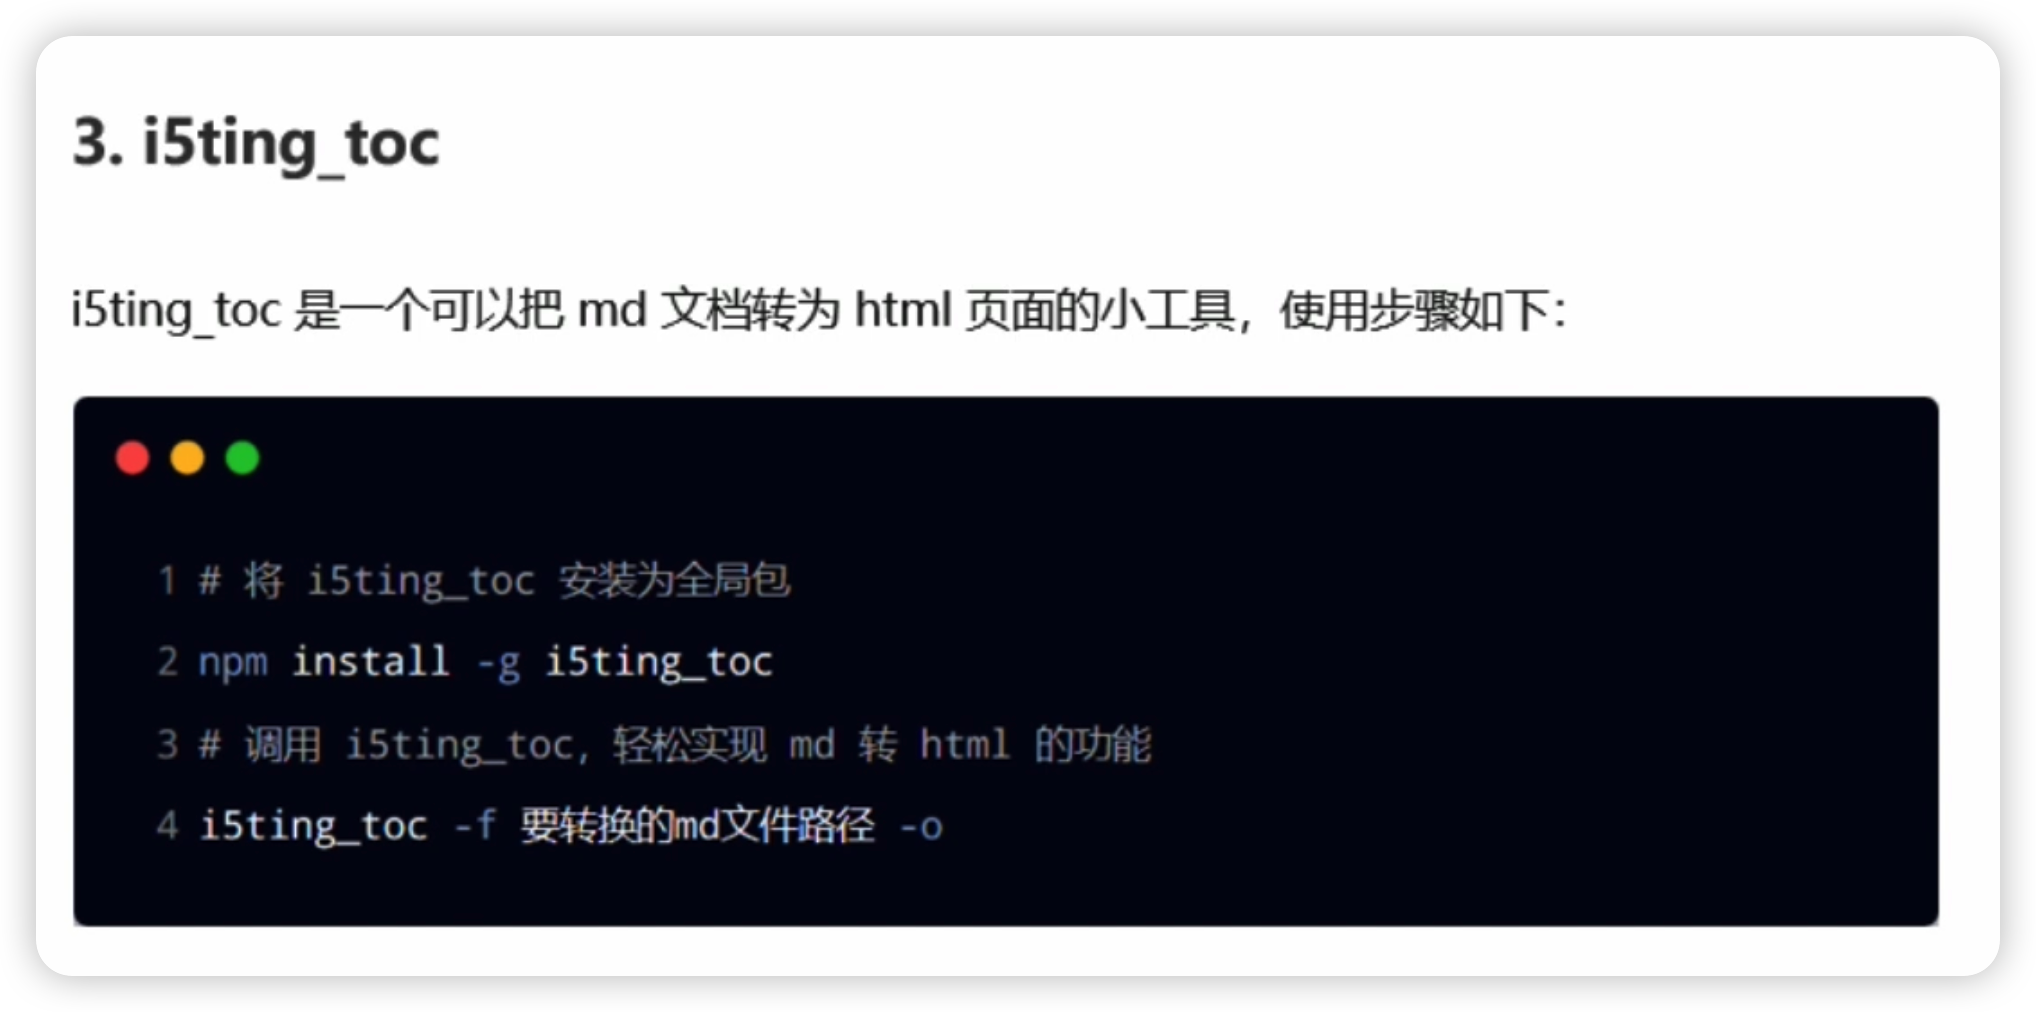 3. i5ting_toc
i5ting_toc 是一个可以把 md 文档转为 html 页面的小工具，使用步骤如下：
1 # 将 i5ting_toc 安装为全局包
2 npm install -g i5ting_toc
3 # 调用 i5ting_toc，轻松实现 md 转 html 的功能
4 i5ting_toc -f 要转换的md文件路径 -o